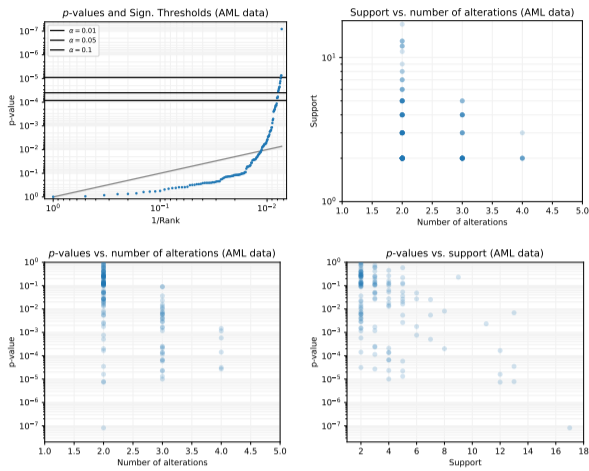 p-values and Sign. Thresholds (AML data)
α = 0.01
α = 0.05
α = 0.1
p-value
10⁻⁷
10⁻⁶
10⁻⁵
10⁻⁴
10⁻³
10⁻²
10⁻¹
10⁰
10⁰
10⁻¹
10⁻²
1/Rank
Support vs. number of alterations (AML data)
Support
10¹
10⁰
1.0 1.5 2.0 2.5 3.0 3.5 4.0 4.5 5.0
Number of alterations
p-values vs. number of alterations (AML data)
p-value
10⁰
10⁻¹
10⁻²
10⁻³
10⁻⁴
10⁻⁵
10⁻⁶
10⁻⁷
1.0 1.5 2.0 2.5 3.0 3.5 4.0 4.5 5.0
Number of alterations
p-values vs. support (AML data)
p-value
10⁰
10⁻¹
10⁻²
10⁻³
10⁻⁴
10⁻⁵
10⁻⁶
10⁻⁷
2 4 6 8 10 12 14 16 18
Support